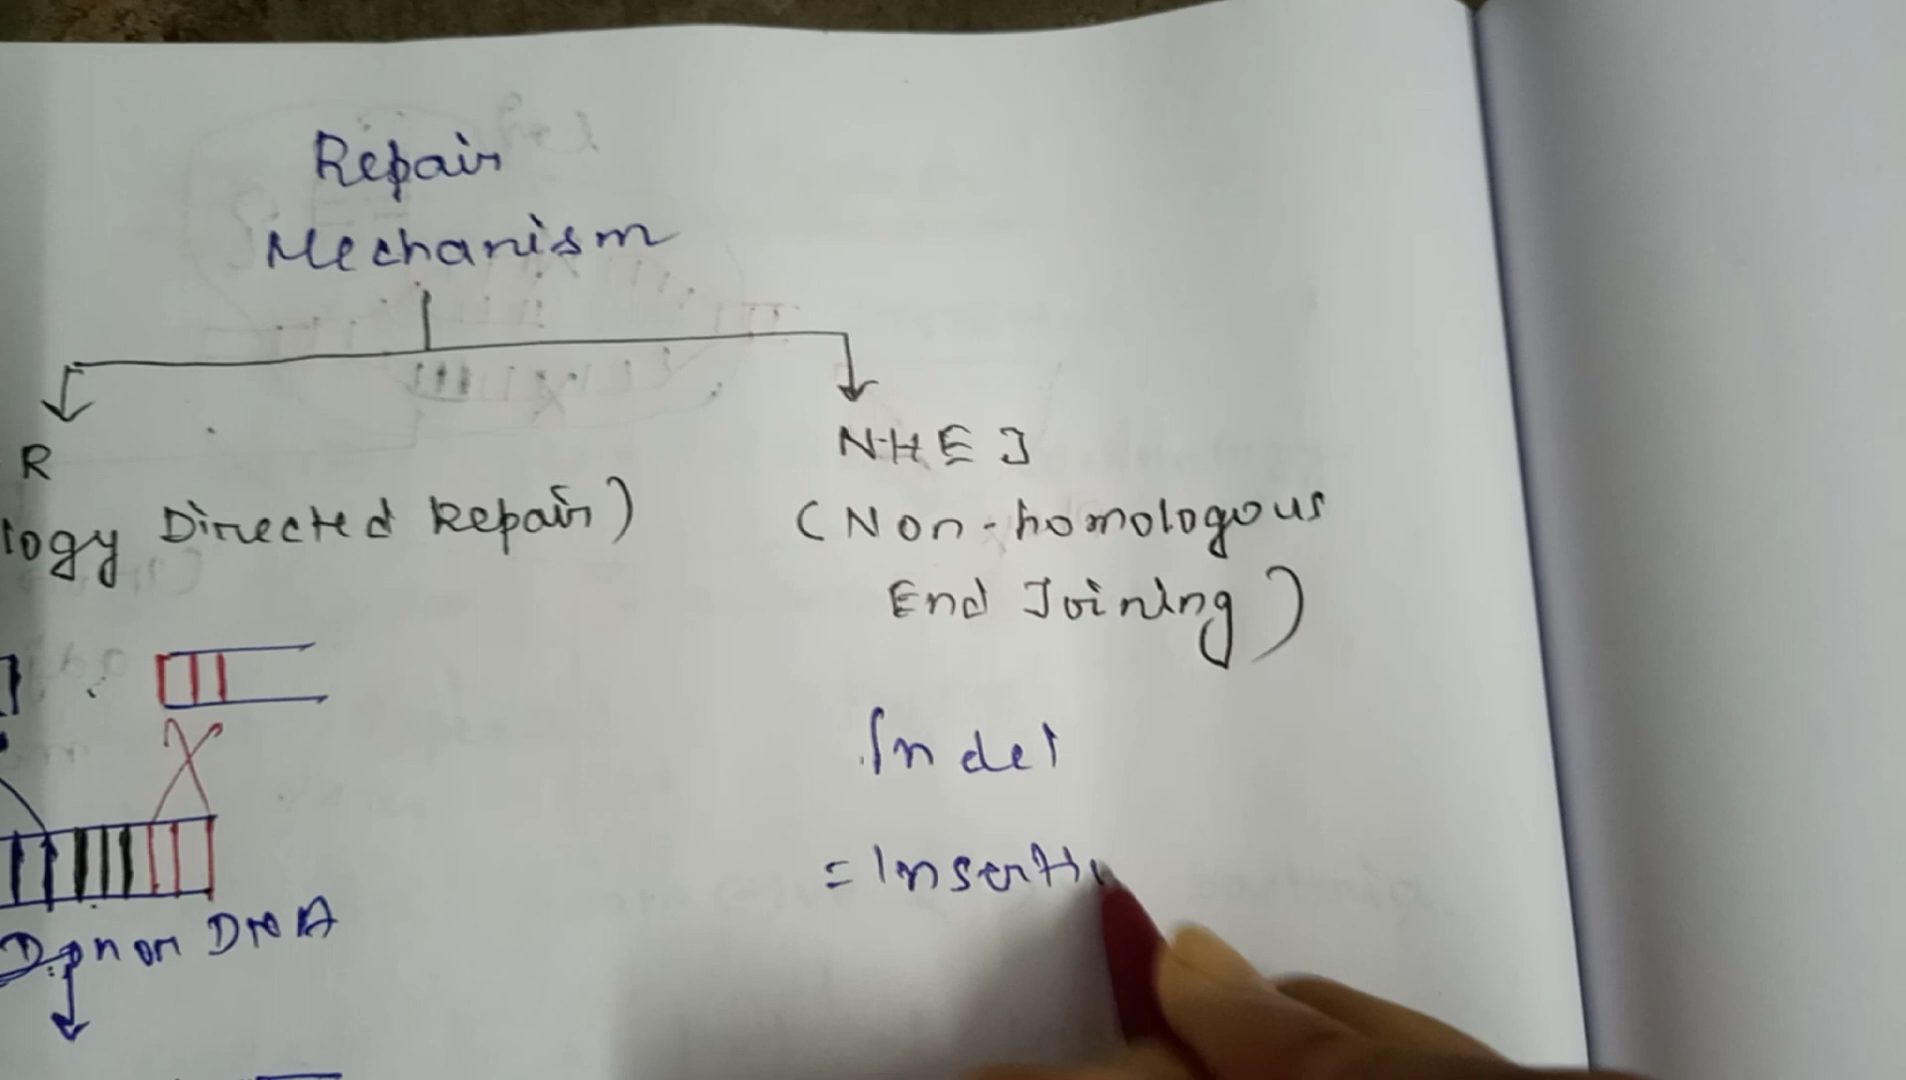 Repair
Mechanism
R
NHEJ
logy Directed Repair)
(Non-homologous
End Joining)
Indel
= Inserti
Donor DNA